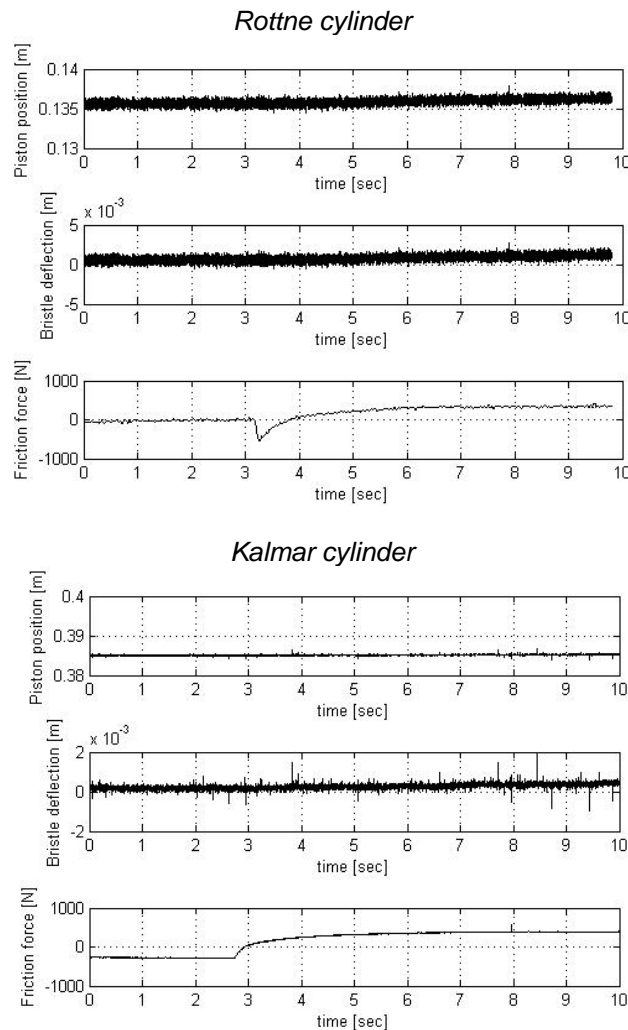 Rottne cylinder
0.14
0.135
0.13
Piston position [m]
0 1 2 3 4 5 6 7 8 9 10
time [sec]
x 10^-3
5
0
-5
Bristle deflection [m]
0 1 2 3 4 5 6 7 8 9 10
time [sec]
1000
0
-1000
Friction force [N]
0 1 2 3 4 5 6 7 8 9 10
time [sec]
Kalmar cylinder
0.4
0.39
0.38
Piston position [m]
0 1 2 3 4 5 6 7 8 9 10
time [sec]
x 10^-3
2
0
-2
Bristle deflection [m]
0 1 2 3 4 5 6 7 8 9 10
time [sec]
1000
0
-1000
Friction force [N]
0 1 2 3 4 5 6 7 8 9 10
time [sec]